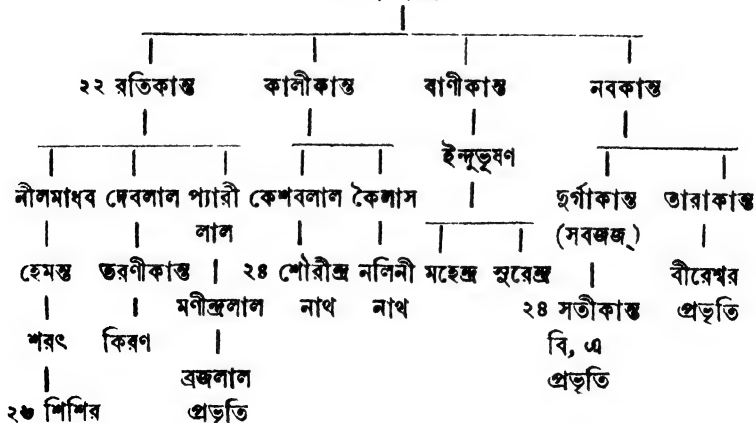 ২২ রতিকান্ত কালীকান্ত বাণীকান্ত নবকান্ত
ইন্দুভূষণ
নীলমাধব দেবলাল প্যারী কেশবলাল কৈলাস দুর্গাকান্ত তারাকান্ত
লাল (সবজজ্)
হেমন্ত তরণীকান্ত ২৪ শৌরীন্দ্র নলিনী মহেন্দ্র সুরেন্দ্র বীরেশ্বর
মণীন্দ্রলাল নাথ নাথ ২৪ সতীকান্ত প্রভৃতি
শরৎ কিরণ বি, এ
ব্রজলাল প্রভৃতি
২৬ শিশির প্রভৃতি